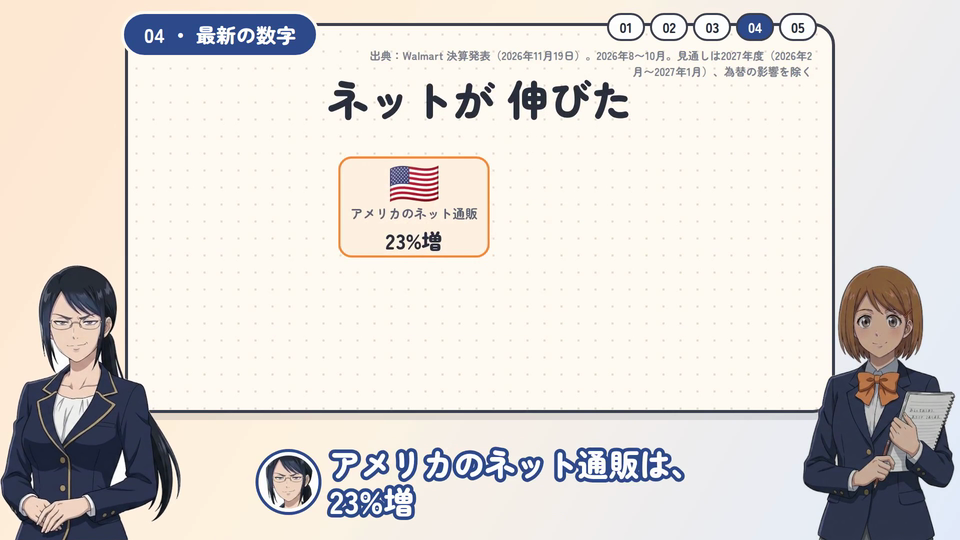 04 ・ 最新の数字
01 02 03 04 05
出典：Walmart 決算発表（2026年11月19日）。2026年8〜10月。見通しは2027年度（2026年2
月〜2027年1月）、為替の影響を除く
ネットが 伸びた
アメリカのネット通販
23%増
アメリカのネット通販は、
23%増